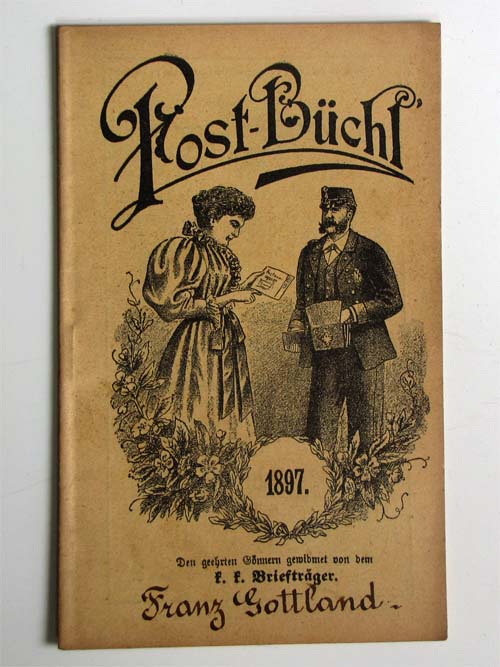 Post-Büchl'
1897.
Den geehrten Gönnern gewidmet von dem
k. k. Briefträger.
Franz Gottland.